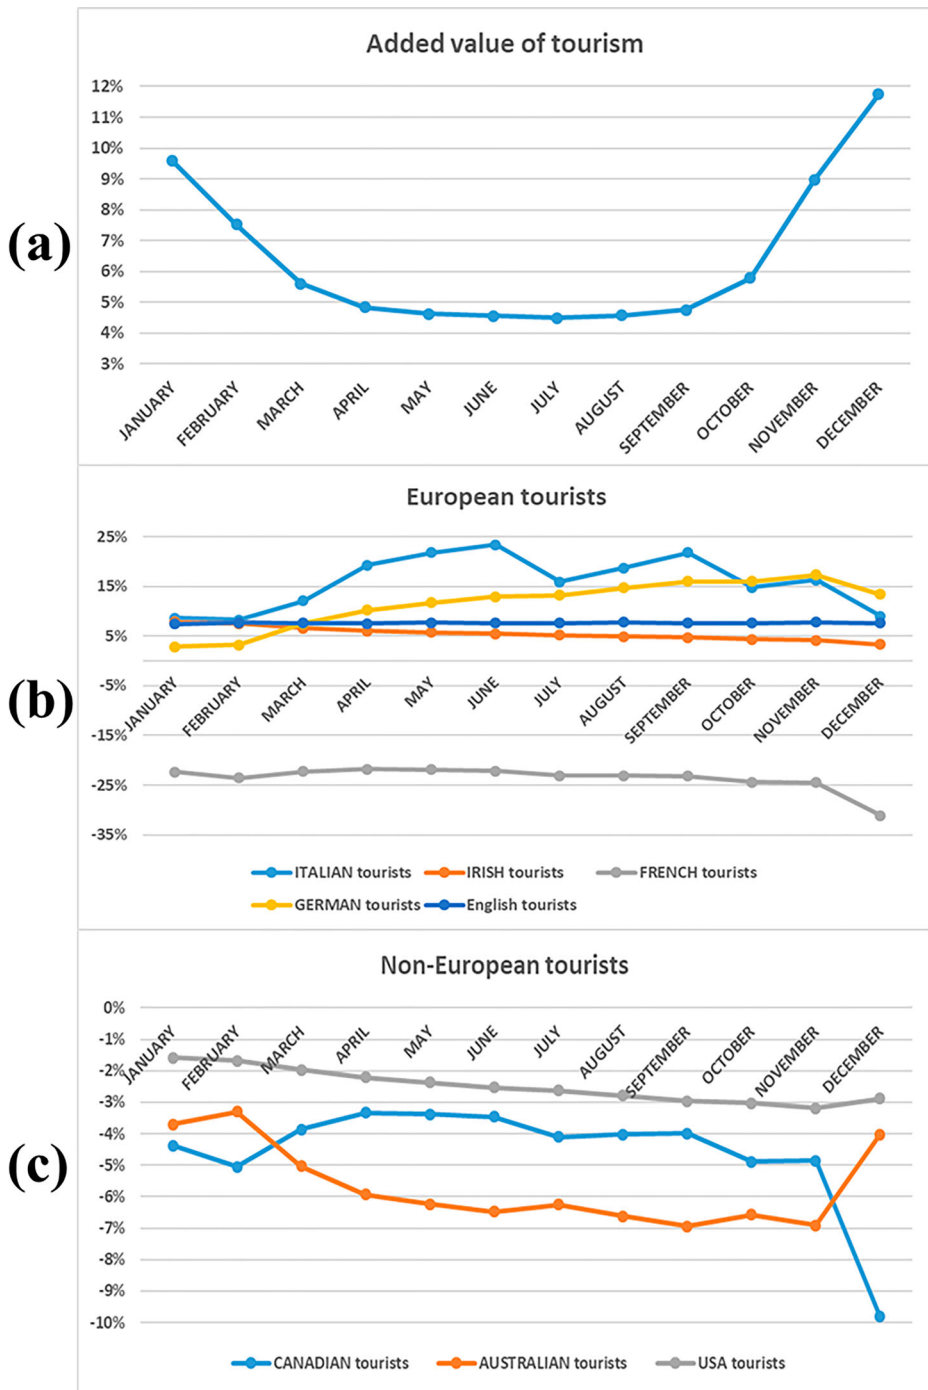 Added value of tourism
12%
11%
10%
9%
8%
7%
6%
5%
4%
3%
(a)
JANUARY
FEBRUARY
MARCH
APRIL
MAY
JUNE
JULY
AUGUST
SEPTEMBER
OCTOBER
NOVEMBER
DECEMBER
European tourists
25%
15%
5%
-5%
-15%
-25%
-35%
(b)
JANUARY
FEBRUARY
MARCH
APRIL
MAY
JUNE
JULY
AUGUST
SEPTEMBER
OCTOBER
NOVEMBER
DECEMBER
ITALIAN tourists IRISH tourists FRENCH tourists
GERMAN tourists English tourists
Non-European tourists
0%
-1%
-2%
-3%
-4%
-5%
-6%
-7%
-8%
-9%
-10%
(c)
JANUARY
FEBRUARY
MARCH
APRIL
MAY
JUNE
JULY
AUGUST
SEPTEMBER
OCTOBER
NOVEMBER
DECEMBER
CANADIAN tourists AUSTRALIAN tourists USA tourists